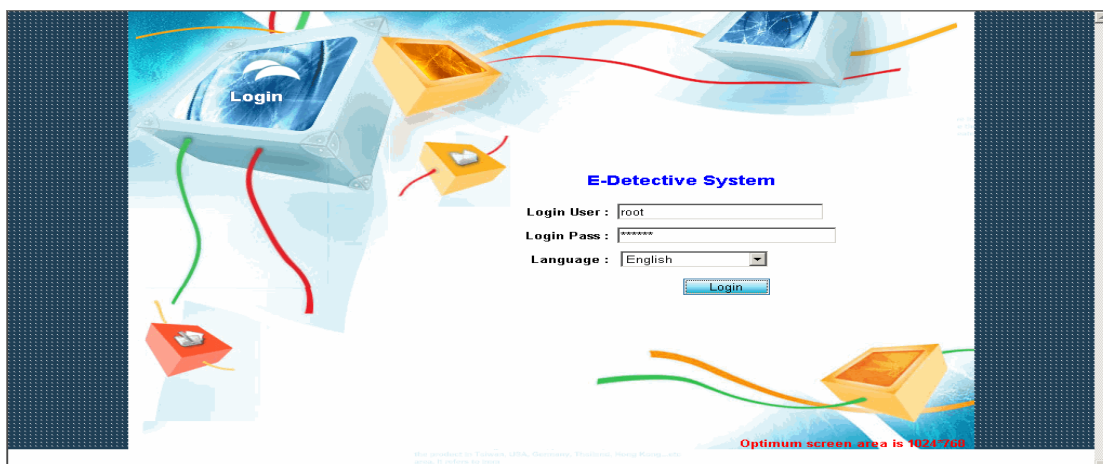 Login
E-Detective System
Login User : root
Login Pass : ******
Language : English
Login
Optimum screen area is 1024*768